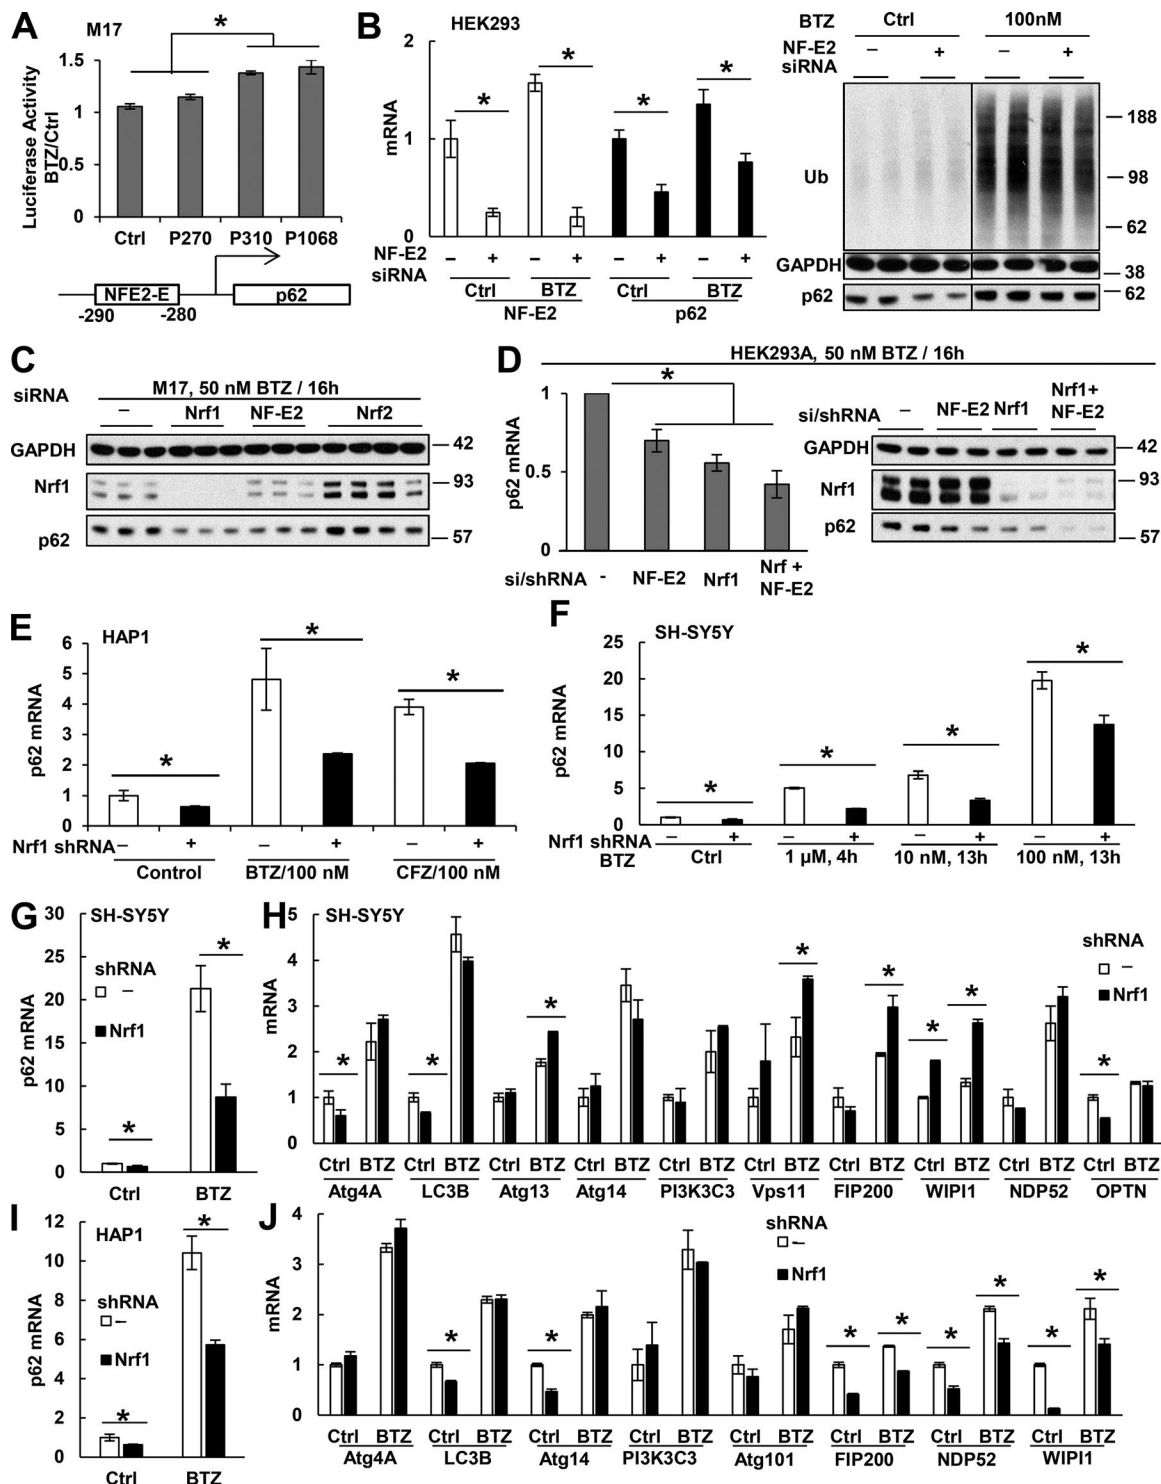 A
M17
*
Luciferase Activity
BTZ/Ctrl
1.5
1
0.5
0
Ctrl P270 P310 P1068
NFE2-E
p62
-290 -280
B
HEK293
mRNA
2
1
0
* * * *
NF-E2 siRNA
– + – + – + – +
Ctrl BTZ Ctrl BTZ
NF-E2 p62
BTZ Ctrl 100nM
NF-E2 siRNA
– + – +
Ub
188
98
62
GAPDH
38
p62
62
C
M17, 50 nM BTZ / 16h
siRNA
– Nrf1 NF-E2 Nrf2
GAPDH
42
Nrf1
93
p62
57
D
HEK293A, 50 nM BTZ / 16h
p62 mRNA
1
0.5
0
*
si/shRNA
- NF-E2 Nrf1 Nrf + NF-E2
si/shRNA
– NF-E2 Nrf1 Nrf1+ NF-E2
GAPDH
42
Nrf1
93
p62
57
E
HAP1
p62 mRNA
6
5
4
3
2
1
0
* * *
Nrf1 shRNA – + – + – +
Control BTZ/100 nM CFZ/100 nM
F
SH-SY5Y
p62 mRNA
25
20
15
10
5
0
* * * *
Nrf1 shRNA – + – + – + – +
BTZ Ctrl 1 µM, 4h 10 nM, 13h 100 nM, 13h
G
SH-SY5Y
p62 mRNA
30
25
20
15
10
5
0
shRNA
–
Nrf1
* *
Ctrl BTZ
H
SH-SY5Y
mRNA
5
4
3
2
1
0
shRNA
–
Nrf1
* * * * * * * *
Ctrl BTZ Ctrl BTZ Ctrl BTZ Ctrl BTZ Ctrl BTZ Ctrl BTZ Ctrl BTZ Ctrl BTZ Ctrl BTZ Ctrl BTZ
Atg4A LC3B Atg13 Atg14 PI3K3C3 Vps11 FIP200 WIPI1 NDP52 OPTN
I
HAP1
p62 mRNA
12
10
8
6
4
2
0
shRNA
–
Nrf1
* *
Ctrl BTZ
J
mRNA
4
2
0
shRNA
–
Nrf1
* * * * * * * *
Ctrl BTZ Ctrl BTZ Ctrl BTZ Ctrl BTZ Ctrl BTZ Ctrl BTZ Ctrl BTZ Ctrl BTZ
Atg4A LC3B Atg14 PI3K3C3 Atg101 FIP200 NDP52 WIPI1